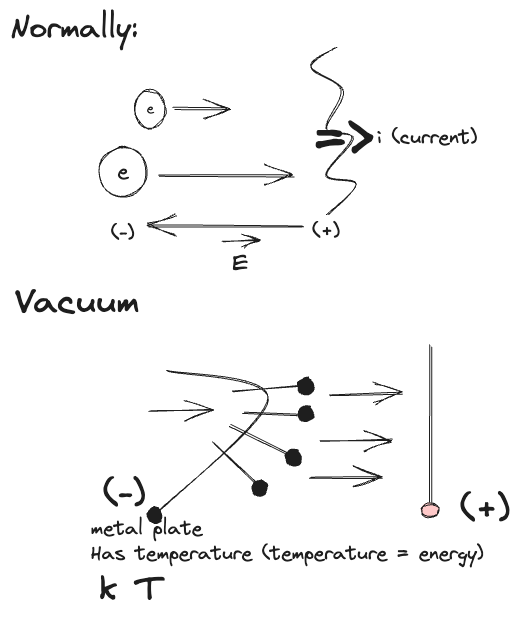 Normally:
e
i (current)
e
(-)
(+)
E
Vacuum
(-)
(+)
metal plate
Has temperature (temperature = energy)
k T